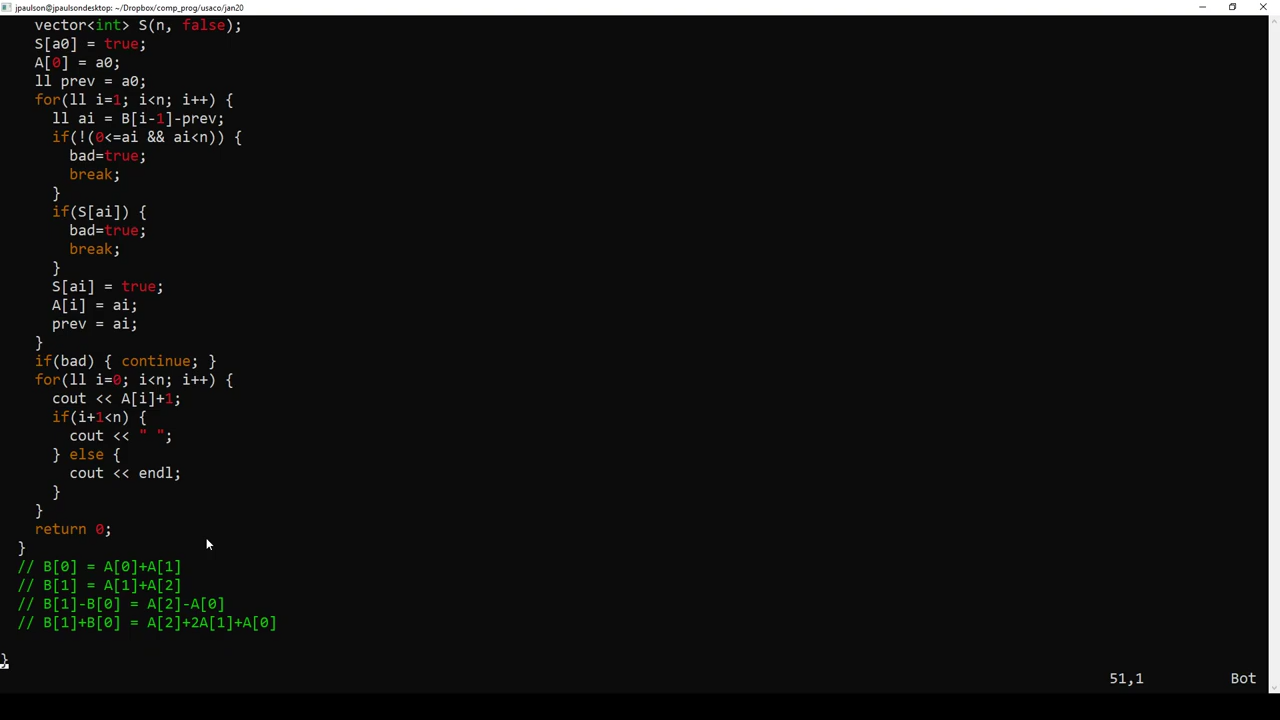 jpaulson@jpaulsondesktop: ~/Dropbox/comp_prog/usaco/jan20
vector<int> S(n, false);
S[a0] = true;
A[0] = a0;
ll prev = a0;
for(ll i=1; i<n; i++) {
ll ai = B[i-1]-prev;
if(!(0<=ai && ai<n)) {
bad=true;
break;
}
if(S[ai]) {
bad=true;
break;
}
S[ai] = true;
A[i] = ai;
prev = ai;
}
if(bad) { continue; }
for(ll i=0; i<n; i++) {
cout << A[i]+1;
if(i+1<n) {
cout << " ";
} else {
cout << endl;
}
}
return 0;
}
// B[0] = A[0]+A[1]
// B[1] = A[1]+A[2]
// B[1]-B[0] = A[2]-A[0]
// B[1]+B[0] = A[2]+2A[1]+A[0]
}
51,1 Bot